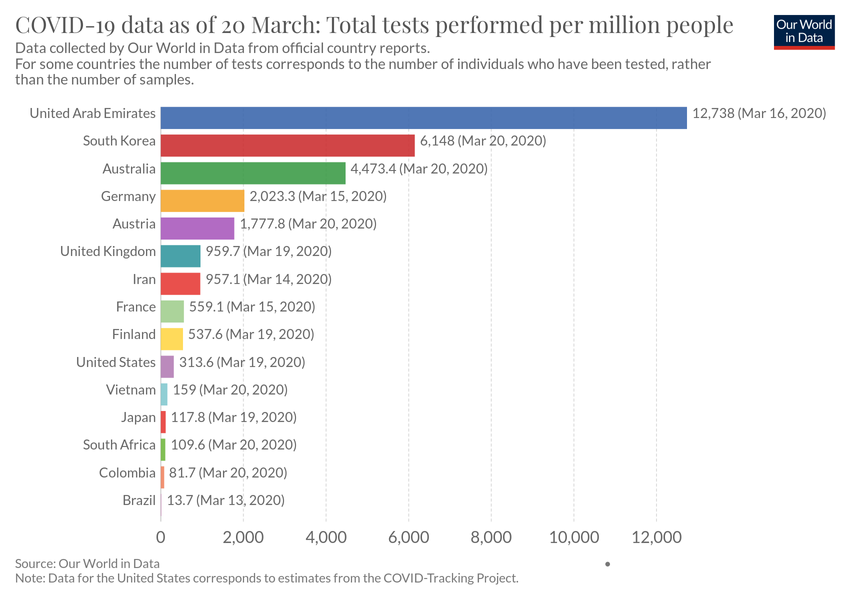 COVID-19 data as of 20 March: Total tests performed per million people
Our World
in Data
Data collected by Our World in Data from official country reports.
For some countries the number of tests corresponds to the number of individuals who have been tested, rather
than the number of samples.
United Arab Emirates 12,738 (Mar 16, 2020)
South Korea 6,148 (Mar 20, 2020)
Australia 4,473.4 (Mar 20, 2020)
Germany 2,023.3 (Mar 15, 2020)
Austria 1,777.8 (Mar 20, 2020)
United Kingdom 959.7 (Mar 19, 2020)
Iran 957.1 (Mar 14, 2020)
France 559.1 (Mar 15, 2020)
Finland 537.6 (Mar 19, 2020)
United States 313.6 (Mar 19, 2020)
Vietnam 159 (Mar 20, 2020)
Japan 117.8 (Mar 19, 2020)
South Africa 109.6 (Mar 20, 2020)
Colombia 81.7 (Mar 20, 2020)
Brazil 13.7 (Mar 13, 2020)
0 2,000 4,000 6,000 8,000 10,000 12,000
Source: Our World in Data
Note: Data for the United States corresponds to estimates from the COVID-Tracking Project.